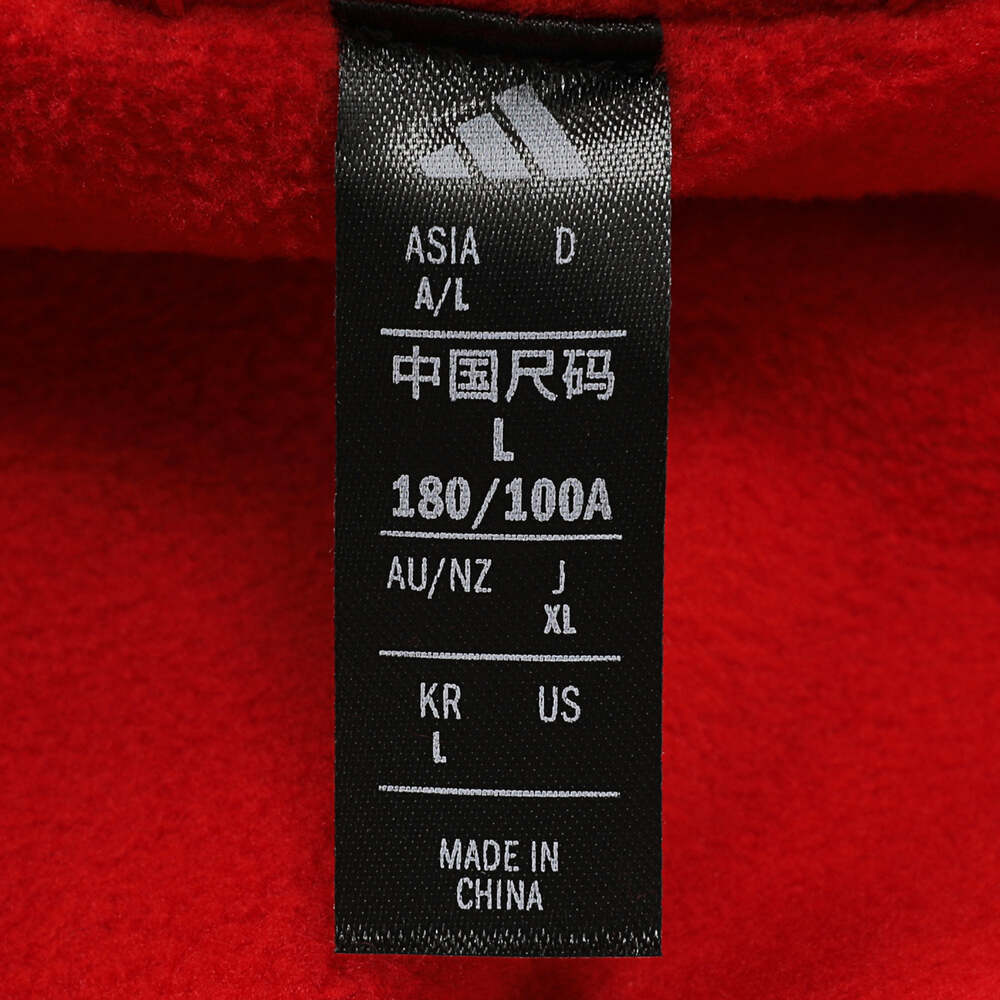 ASIA D
A/L
中国尺码
L
180/100A
AU/NZ J
XL
KR US
L
MADE IN
CHINA